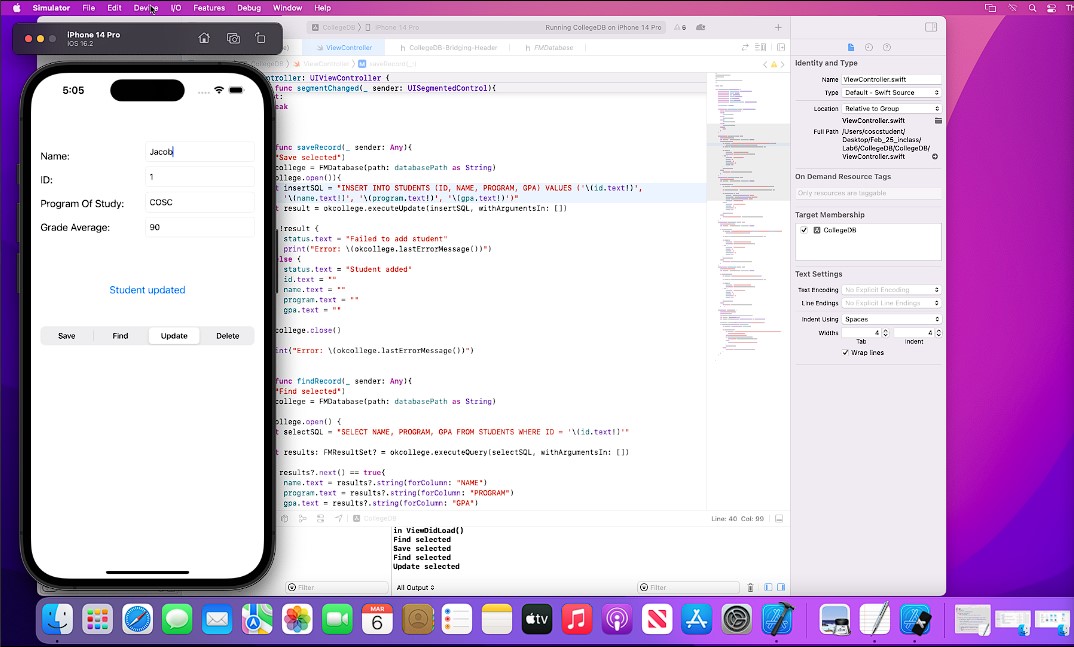 Simulator File Edit Device I/O Features Debug Window Help
iPhone 14 Pro
iOS 16.2
CollegeDB iPhone 14 Pro Running CollegeDB on iPhone 14 Pro 6
ViewController CollegeDB-Bridging-Header FMDatabase
CollegeDB ViewController saveRecord(_:)
5:05
Name: Jacob
ID: 1
Program Of Study: COSC
Grade Average: 90
Student updated
Save Find Update Delete
ntroller: UIViewController {
func segmentChanged(_ sender: UISegmentedControl){
t:
eak
func saveRecord(_ sender: Any){
"Save selected")
college = FMDatabase(path: databasePath as String)
llege.open()){
t insertSQL = "INSERT INTO STUDENTS (ID, NAME, PROGRAM, GPA) VALUES ('\(id.text!)',
'\(name.text!)', '\(program.text!)', '\(gpa.text!)')"
t result = okcollege.executeUpdate(insertSQL, withArgumentsIn: [])
!result {
status.text = "Failed to add student"
print("Error: \(okcollege.lastErrorMessage())")
else {
status.text = "Student added"
id.text = ""
name.text = ""
program.text = ""
gpa.text = ""
college.close()
int("Error: \(okcollege.lastErrorMessage())")
func findRecord(_ sender: Any){
"Find selected")
college = FMDatabase(path: databasePath as String)
llege.open() {
t selectSQL = "SELECT NAME, PROGRAM, GPA FROM STUDENTS WHERE ID = '\(id.text!)'"
t results: FMResultSet? = okcollege.executeQuery(selectSQL, withArgumentsIn: [])
results?.next() == true{
name.text = results?.string(forColumn: "NAME")
program.text = results?.string(forColumn: "PROGRAM")
gpa.text = results?.string(forColumn: "GPA")
CollegeDB Line: 40 Col: 99
in ViewDidLoad()
Find selected
Save selected
Find selected
Update selected
Filter All Output Filter
Identity and Type
Name ViewController.swift
Type Default - Swift Source
Location Relative to Group
ViewController.swift
Full Path /Users/coscstudent/
Desktop/Feb_25_inclass/
Lab6/CollegeDB/CollegeDB/
ViewController.swift
On Demand Resource Tags
Only resources are taggable
Target Membership
CollegeDB
Text Settings
Text Encoding No Explicit Encoding
Line Endings No Explicit Line Endings
Indent Using Spaces
Widths 4 4
Tab Indent
Wrap lines
MAR
6
tv